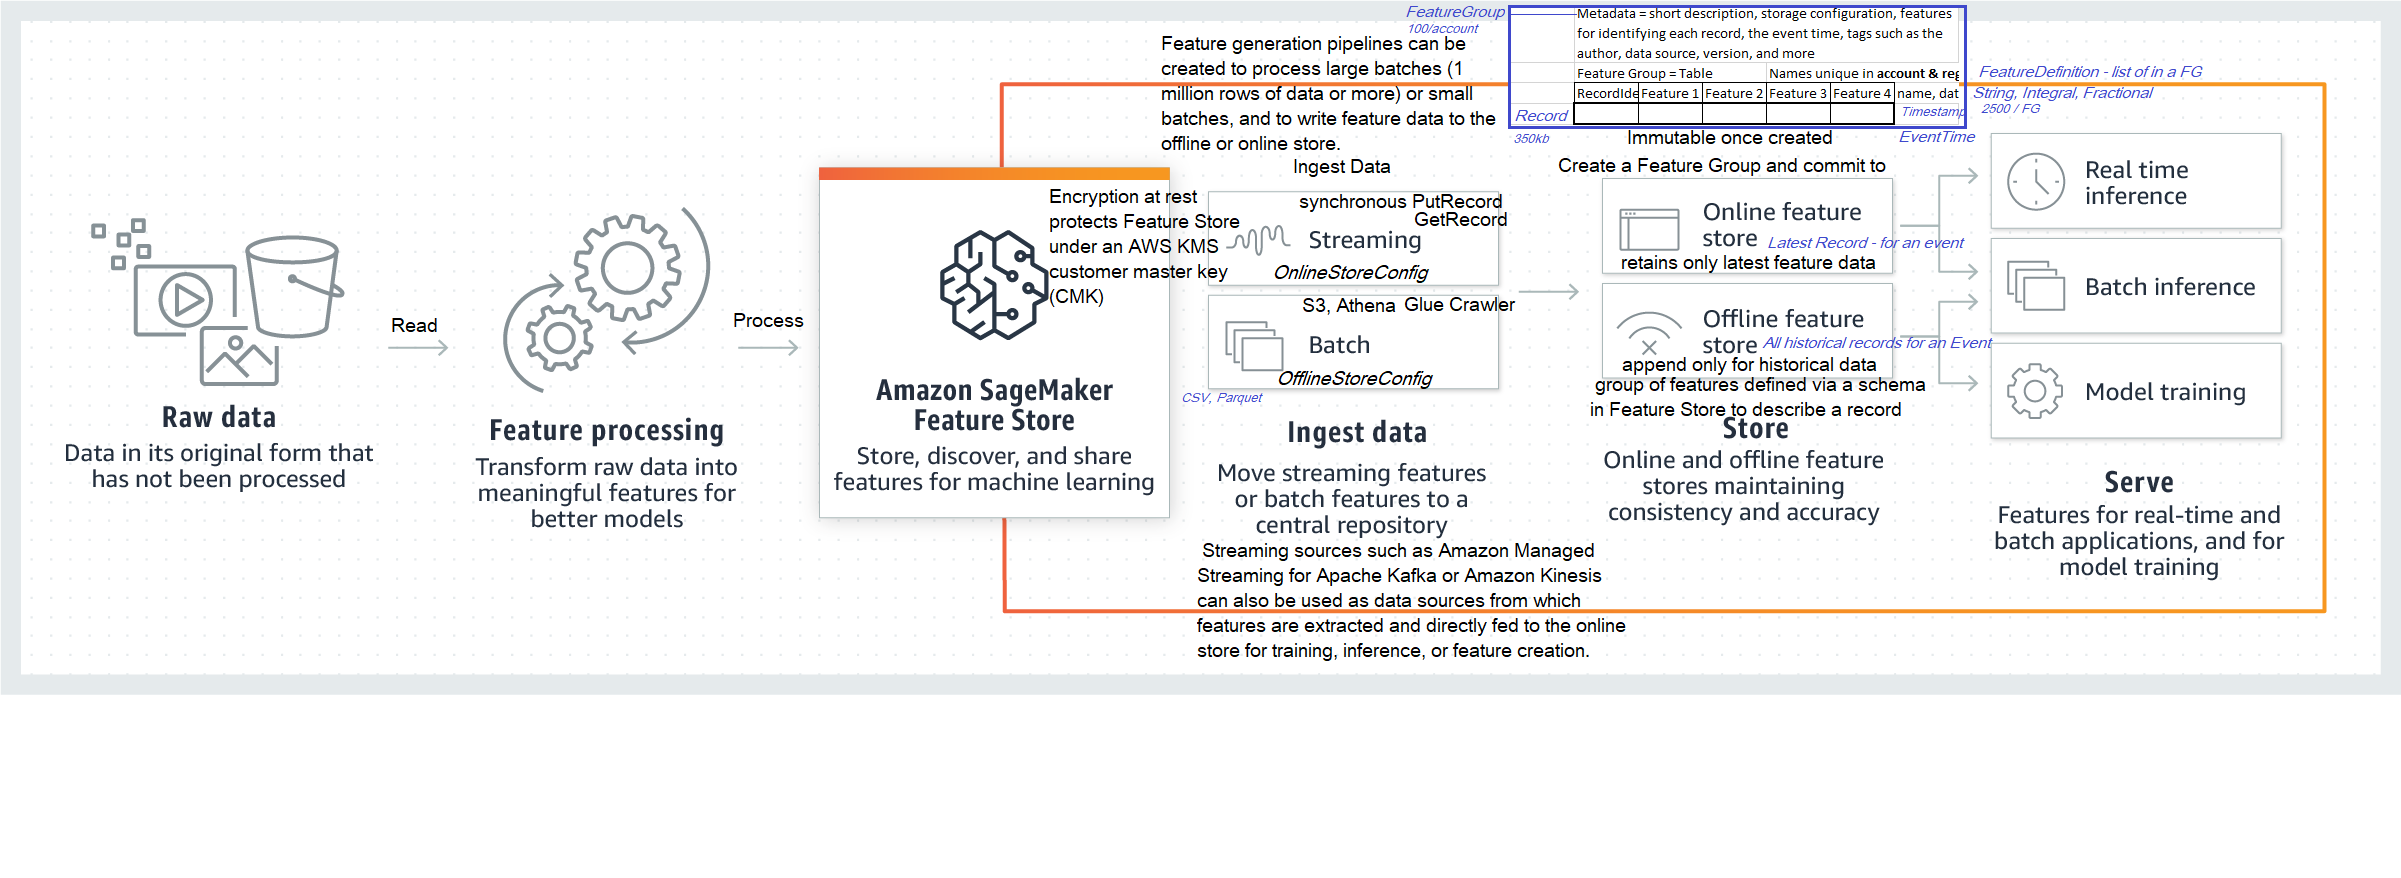 FeatureGroup
100/account
Metadata = short description, storage configuration, features
for identifying each record, the event time, tags such as the
author, data source, version, and more
Feature Group = Table
Names unique in account & reg
RecordIde
Feature 1
Feature 2
Feature 3
Feature 4
name, dat
Record
Timestamp
350kb
Immutable once created
EventTime
FeatureDefinition - list of in a FG
String, Integral, Fractional
2500 / FG
Feature generation pipelines can be
created to process large batches (1
million rows of data or more) or small
batches, and to write feature data to the
offline or online store.
Raw data
Data in its original form that
has not been processed
Read
Feature processing
Transform raw data into
meaningful features for
better models
Process
Encryption at rest
protects Feature Store
under an AWS KMS
customer master key
(CMK)
Amazon SageMaker
Feature Store
Store, discover, and share
features for machine learning
Ingest Data
synchronous PutRecord
GetRecord
Streaming
OnlineStoreConfig
S3, Athena
Glue Crawler
Batch
OfflineStoreConfig
CSV, Parquet
Ingest data
Move streaming features
or batch features to a
central repository
Streaming sources such as Amazon Managed
Streaming for Apache Kafka or Amazon Kinesis
can also be used as data sources from which
features are extracted and directly fed to the online
store for training, inference, or feature creation.
Create a Feature Group and commit to
Online feature
store
Latest Record - for an event
retains only latest feature data
Offline feature
store
All historical records for an Event
append only for historical data
group of features defined via a schema
in Feature Store to describe a record
Store
Online and offline feature
stores maintaining
consistency and accuracy
Real time
inference
Batch inference
Model training
Serve
Features for real-time and
batch applications, and for
model training